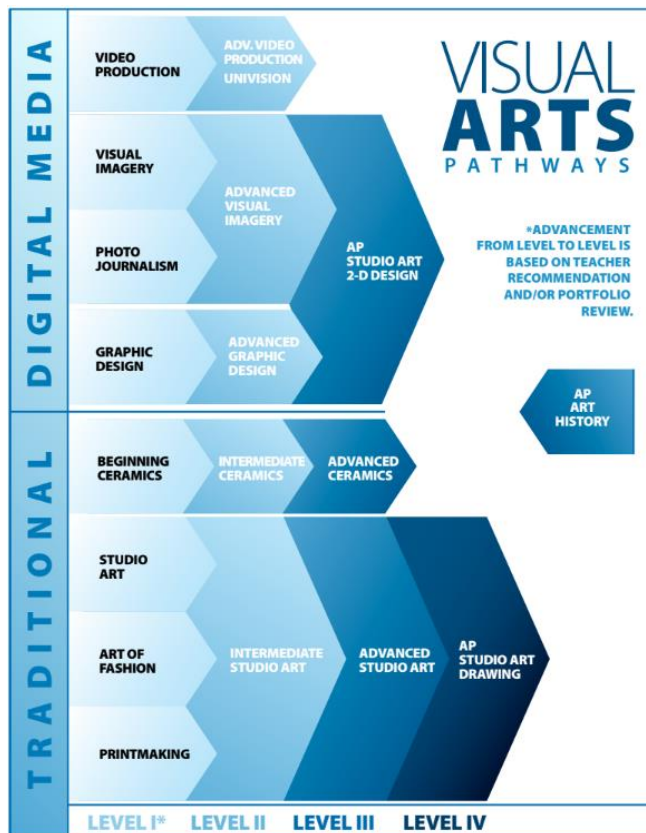 DIGITAL MEDIA
VIDEO
PRODUCTION
ADV. VIDEO
PRODUCTION
UNIVISION
VISUAL
ARTS
PATHWAYS
VISUAL
IMAGERY
ADVANCED
VISUAL
IMAGERY
PHOTO
JOURNALISM
AP
STUDIO ART
2-D DESIGN
*ADVANCEMENT
FROM LEVEL TO LEVEL IS
BASED ON TEACHER
RECOMMENDATION
AND/OR PORTFOLIO
REVIEW.
GRAPHIC
DESIGN
ADVANCED
GRAPHIC
DESIGN
AP
ART
HISTORY
TRADITIONAL
BEGINNING
CERAMICS
INTERMEDIATE
CERAMICS
ADVANCED
CERAMICS
STUDIO
ART
ART OF
FASHION
PRINTMAKING
INTERMEDIATE
STUDIO ART
ADVANCED
STUDIO ART
AP
STUDIO ART
DRAWING
LEVEL I*
LEVEL II
LEVEL III
LEVEL IV